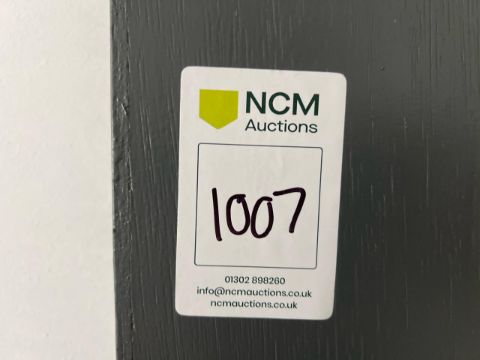 NCM
Auctions
1007
01302 898260
info@ncmauctions.co.uk
ncmauctions.co.uk